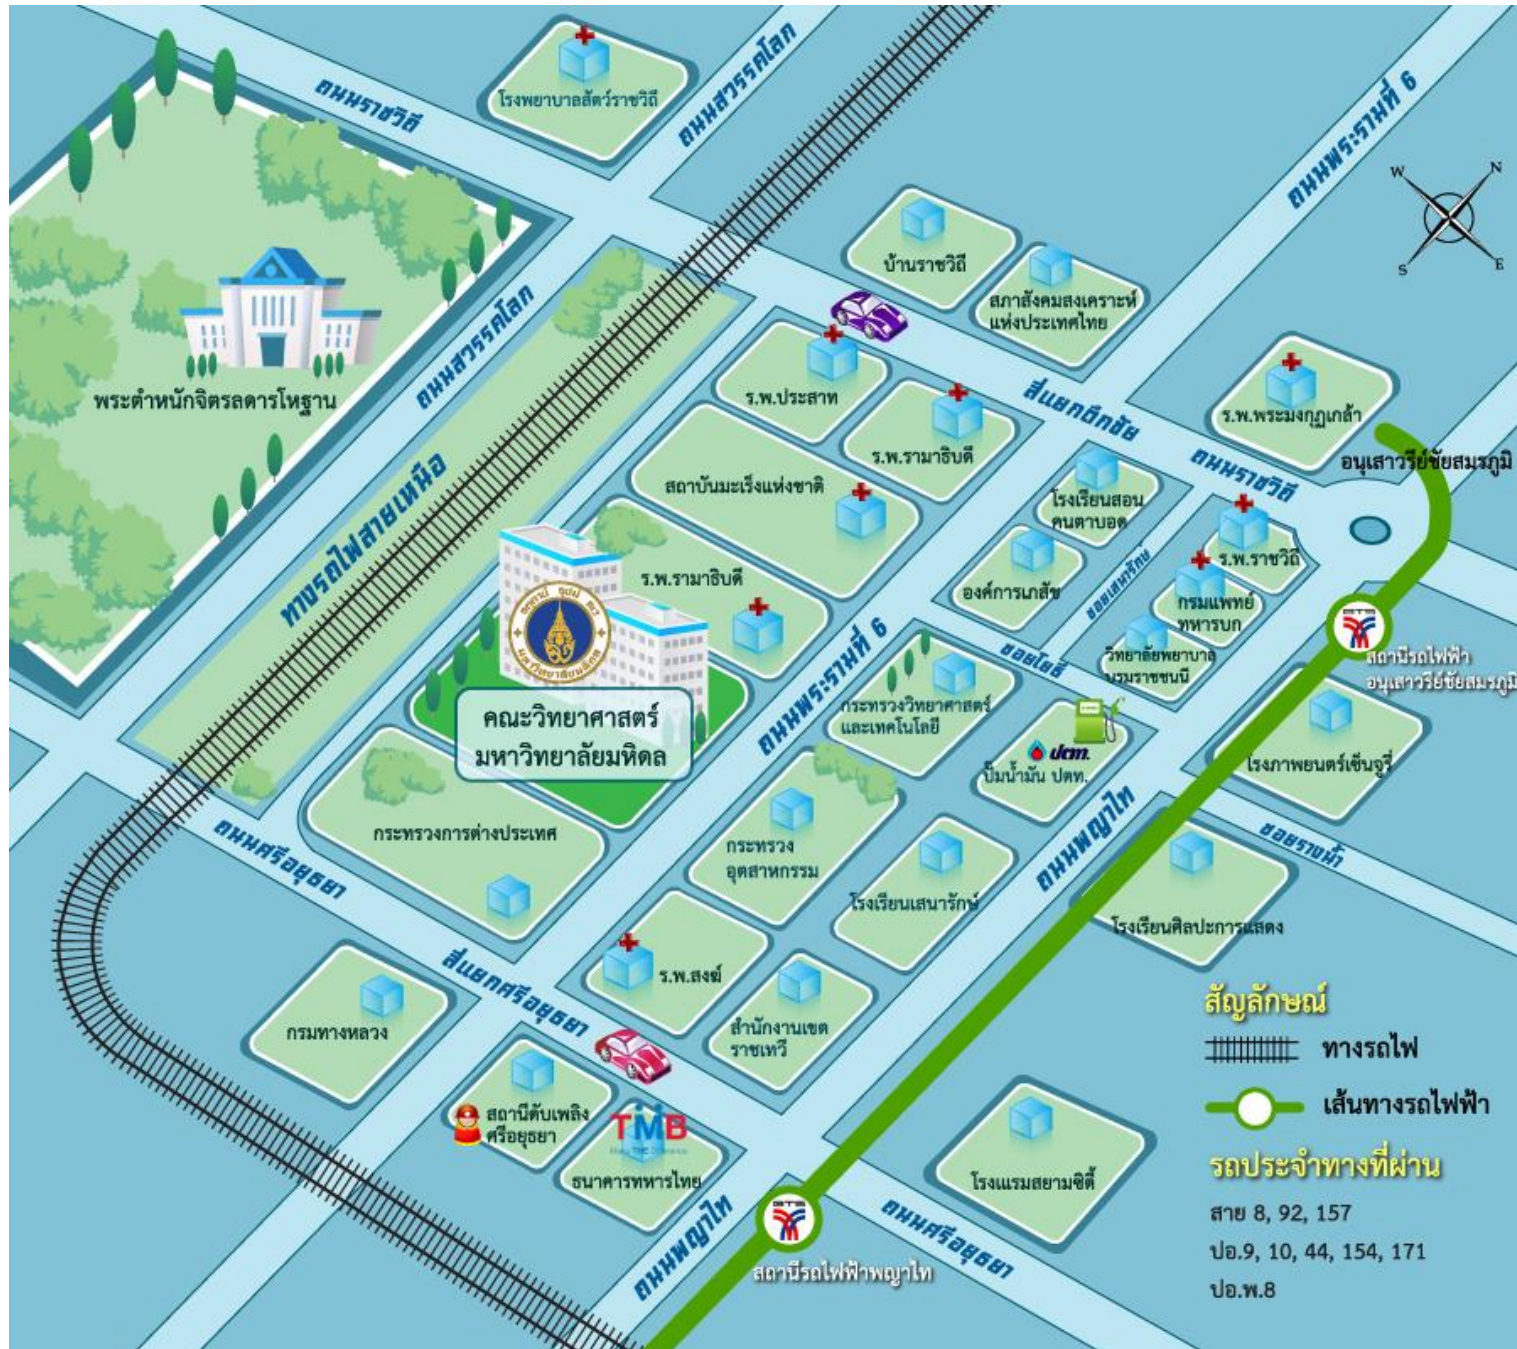 ถนนราชวิถี
โรงพยาบาลสัตว์ราชวิถี
ถนนสวรรคโลก
ถนนพระรามที่ 6
W
N
S
E
บ้านราชวิถี
สภาสังคมสงเคราะห์
แห่งประเทศไทย
พระตำหนักจิตรลดารโหฐาน
ถนนสวรรคโลก
ทางรถไฟสายเหนือ
ร.พ.ประสาท
ร.พ.รามาธิบดี
สี่แยกตึกชัย
ถนนราชวิถี
ร.พ.พระมงกุฎเกล้า
อนุเสาวรีย์ชัยสมรภูมิ
สถาบันมะเร็งแห่งชาติ
โรงเรียนสอน
คนตาบอด
องค์การเภสัช
ซอยเสนารักษ์
ร.พ.ราชวิถี
กรมแพทย์
ทหารบก
วิทยาลัยพยาบาล
บรมราชชนนี
ร.พ.รามาธิบดี
คณะวิทยาศาสตร์
มหาวิทยาลัยมหิดล
ถนนพระรามที่ 6
ซอยโยธี
กระทรวงวิทยาศาสตร์
และเทคโนโลยี
BTS
สถานีรถไฟฟ้า
อนุเสาวรีย์ชัยสมรภูมิ
ปตท.
ปั๊มน้ำมัน ปตท.
โรงภาพยนตร์เซ็นจูรี่
ซอยรางน้ำ
ถนนพญาไท
กระทรวงการต่างประเทศ
กระทรวง
อุตสาหกรรม
โรงเรียนเสนารักษ์
โรงเรียนศิลปะการแสดง
ถนนศรีอยุธยา
สี่แยกศรีอยุธยา
ร.พ.สงฆ์
สำนักงานเขต
ราชเทวี
กรมทางหลวง
สถานีดับเพลิง
ศรีอยุธยา
TMB
ธนาคารทหารไทย
โรงแรมสยามซิตี้
ถนนพญาไท
BTS
สถานีรถไฟฟ้าพญาไท
ถนนศรีอยุธยา
สัญลักษณ์
ทางรถไฟ
เส้นทางรถไฟฟ้า
รถประจำทางที่ผ่าน
สาย 8, 92, 157
ปอ.9, 10, 44, 154, 171
ปอ.พ.8